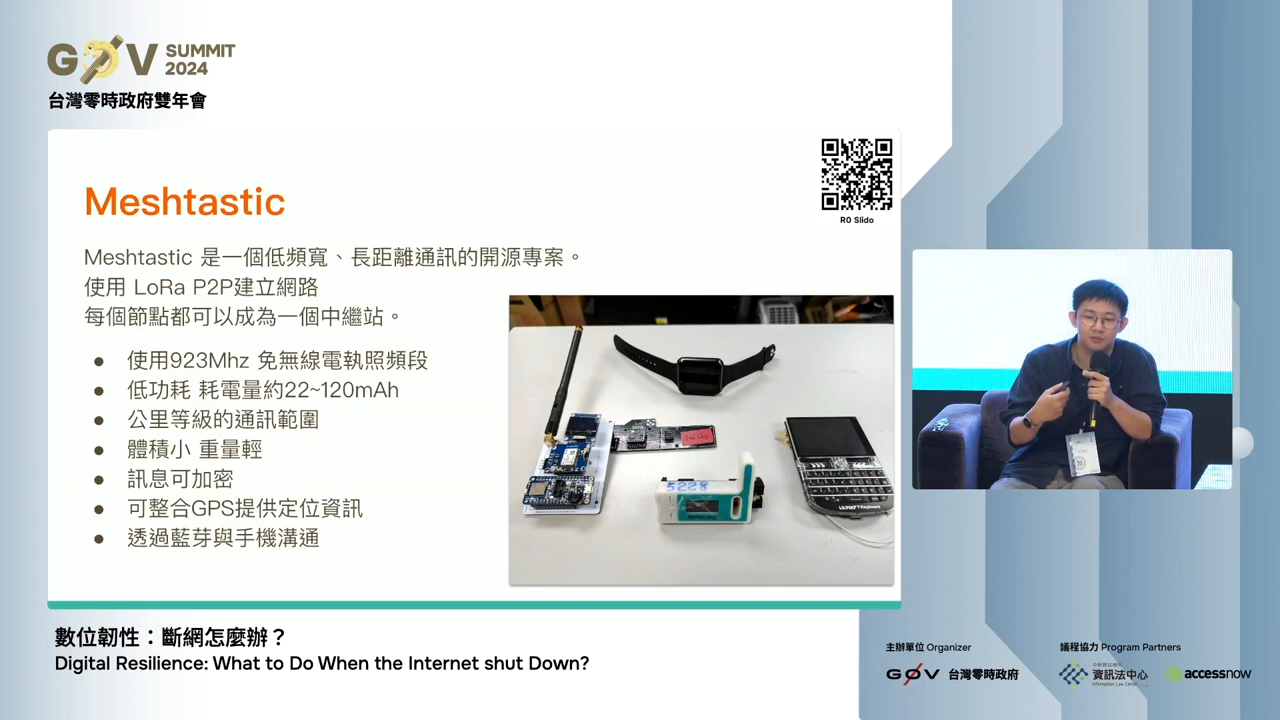 G0V SUMMIT 2024
台灣零時政府雙年會
R0 Slido
Meshtastic
Meshtastic 是一個低頻寬、長距離通訊的開源專案。
使用 LoRa P2P建立網路
每個節點都可以成為一個中繼站。
● 使用923Mhz 免無線電執照頻段
● 低功耗 耗電量約22~120mAh
● 公里等級的通訊範圍
● 體積小 重量輕
● 訊息可加密
● 可整合GPS提供定位資訊
● 透過藍芽與手機溝通
5228
數位韌性：斷網怎麼辦？
Digital Resilience: What to Do When the Internet shut Down?
主辦單位 Organizer
G0V 台灣零時政府
議程協力 Program Partners
資訊法中心
Information Law Center
accessnow